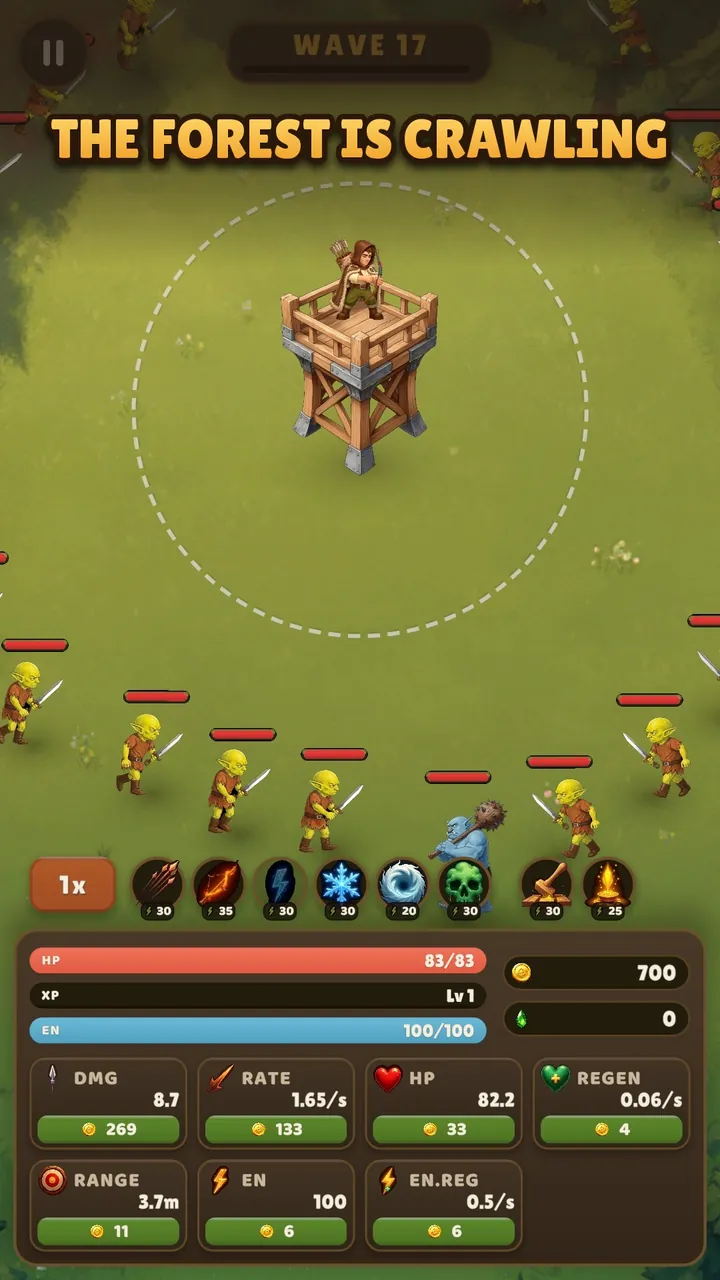 WAVE 17
THE FOREST IS CRAWLING
1x
30
35
30
30
20
30
30
25
HP 83/83
700
XP Lv 1
0
EN 100/100
DMG
8.7
269
RATE
1.65/s
133
HP
82.2
33
REGEN
0.06/s
4
RANGE
3.7m
11
EN
100
6
EN.REG
0.5/s
6